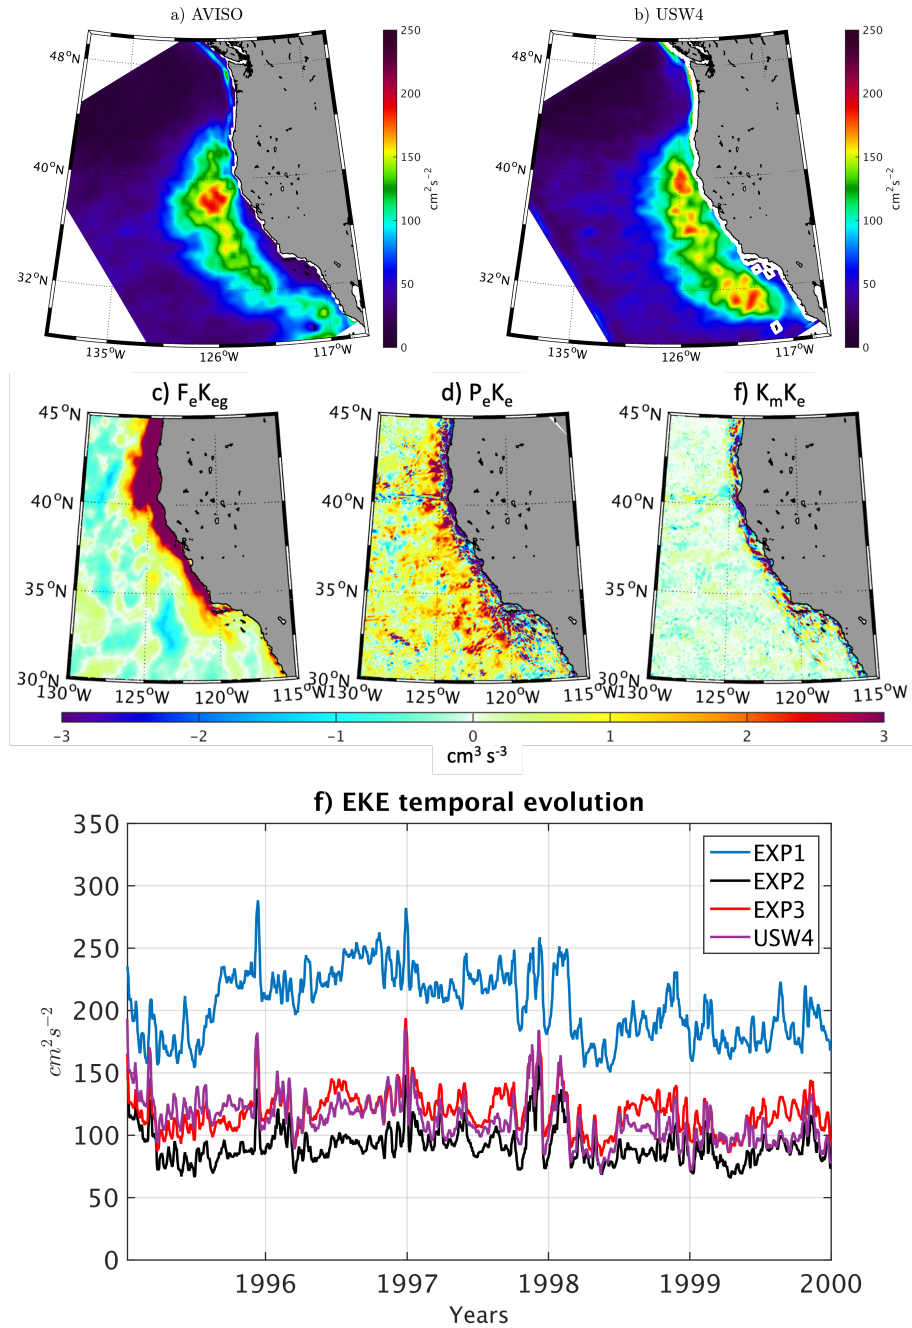 a) AVISO
b) USW4
250
200
150
100
50
0
cm² s⁻²
48°N
40°N
32°N
135°W
126°W
117°W
250
200
150
100
50
0
cm² s⁻²
48°N
40°N
32°N
135°W
126°W
117°W
c) FₑKₑg
d) PₑKₑ
f) KₘKₑ
45°N
40°N
35°N
30°N
130°W
125°W
120°W
115°W
45°N
40°N
35°N
30°N
130°W
125°W
120°W
115°W
45°N
40°N
35°N
30°N
130°W
125°W
120°W
115°W
-3
-2
-1
0
1
2
3
cm³ s⁻³
f) EKE temporal evolution
350
300
250
200
150
100
50
0
cm²s⁻²
EXP1
EXP2
EXP3
USW4
1996
1997
1998
1999
2000
Years